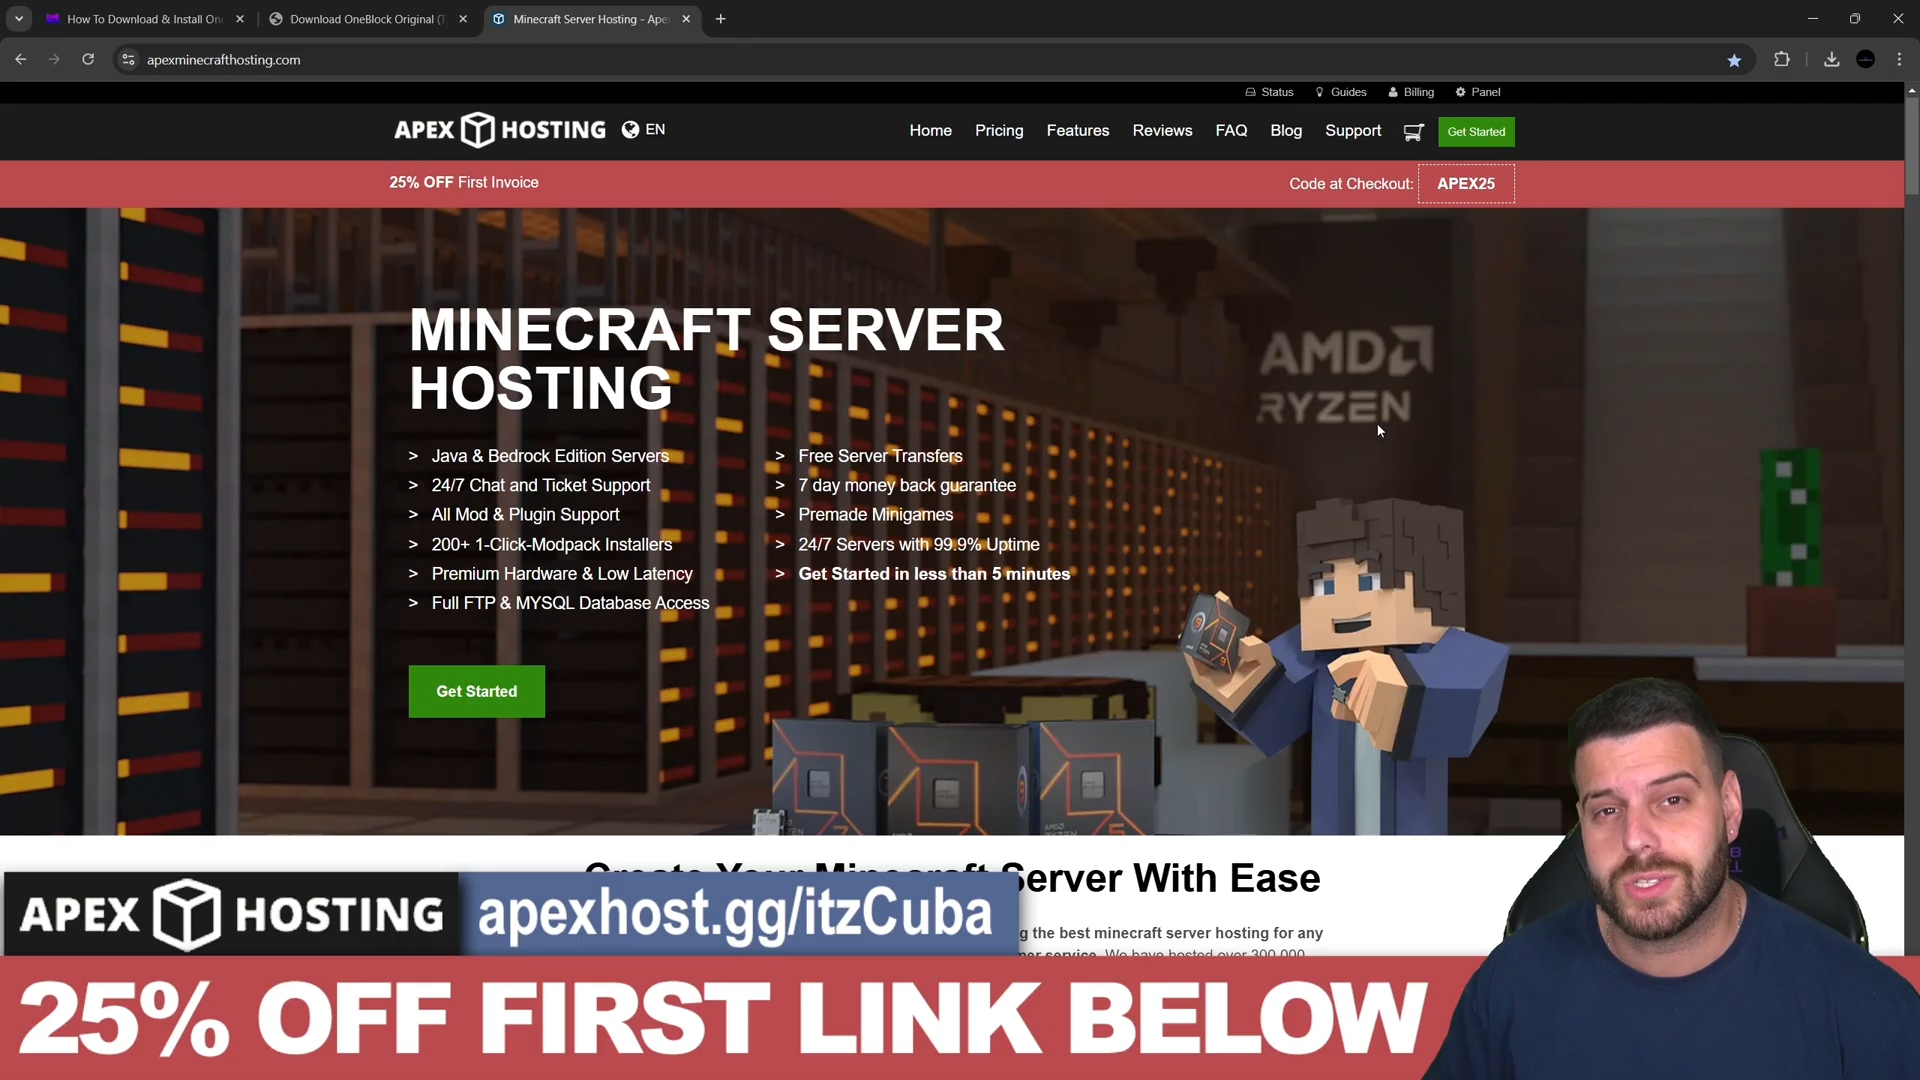 How To Download & Install On
Download OneBlock Original (
Minecraft Server Hosting - Ape
apexminecrafthosting.com
Status
Guides
Billing
Panel
APEX HOSTING
EN
Home
Pricing
Features
Reviews
FAQ
Blog
Support
Get Started
25% OFF First Invoice
Code at Checkout:
APEX25
AMD
RYZEN
MINECRAFT SERVER
HOSTING
> Java & Bedrock Edition Servers
> 24/7 Chat and Ticket Support
> All Mod & Plugin Support
> 200+ 1-Click-Modpack Installers
> Premium Hardware & Low Latency
> Full FTP & MYSQL Database Access
> Free Server Transfers
> 7 day money back guarantee
> Premade Minigames
> 24/7 Servers with 99.9% Uptime
> Get Started in less than 5 minutes
Get Started
Create Your Minecraft Server With Ease
g the best minecraft server hosting for any
mer service. We have hosted over 300,000
APEX HOSTING
apexhost.gg/itzCuba
25% OFF FIRST LINK BELOW